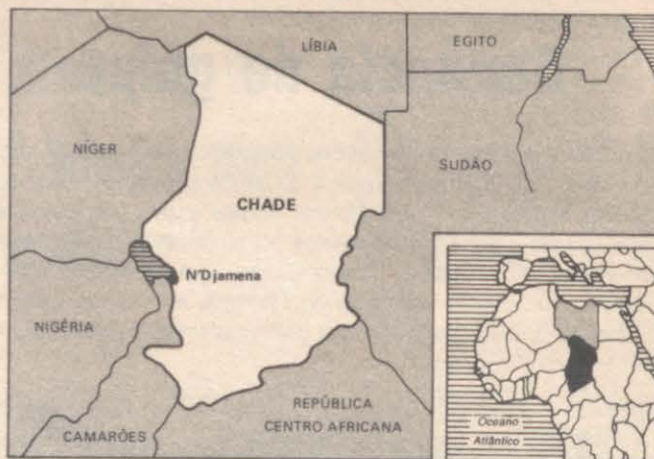 LÍBIA
EGITO
NÍGER
SUDÃO
CHADE
N'Djamena
NIGÉRIA
REPÚBLICA
CENTRO AFRICANA
CAMARÕES
Oceano
Atlântico